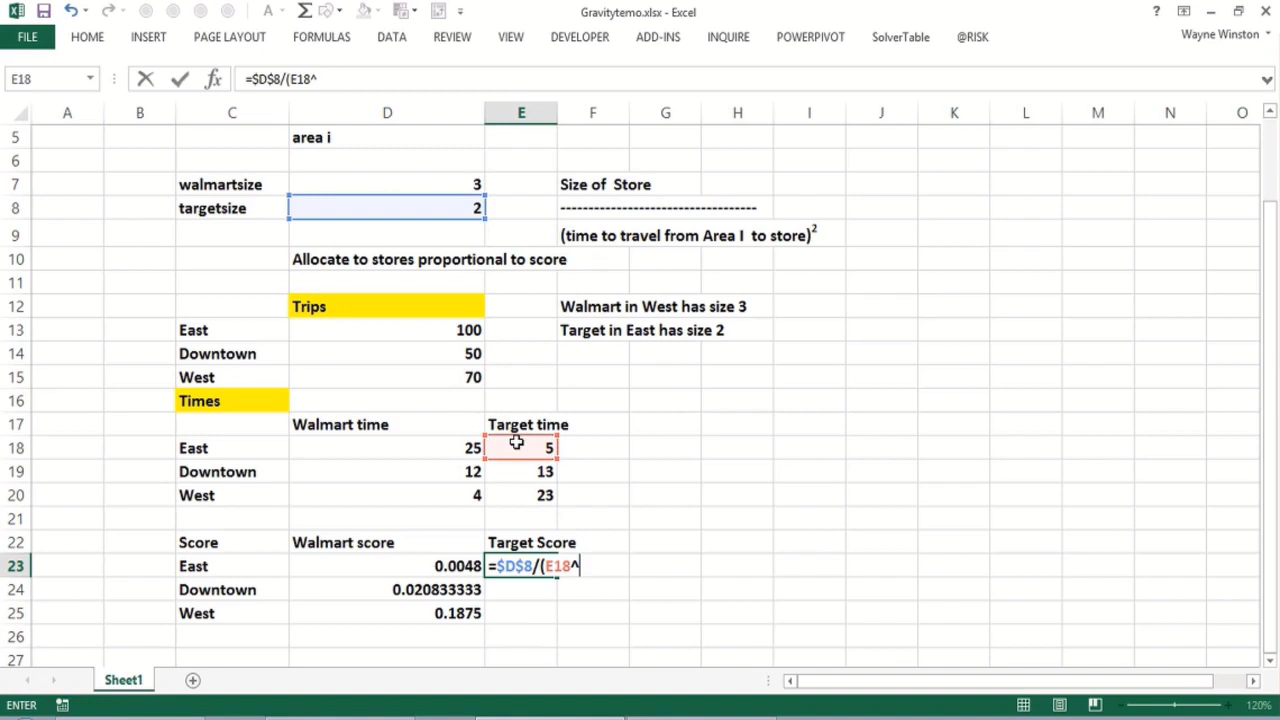 Gravitytemo.xlsx - Excel
FILE HOME INSERT PAGE LAYOUT FORMULAS DATA REVIEW VIEW DEVELOPER ADD-INS INQUIRE POWERPIVOT SolverTable @RISK Wayne Winston
E18 fx =$D$8/(E18^
A B C D E F G H I J K L M N O
5 area i
6
7 walmartsize 3 Size of Store
8 targetsize 2 -----------------------------------
9 (time to travel from Area I to store)²
10 Allocate to stores proportional to score
11
12 Trips Walmart in West has size 3
13 East 100 Target in East has size 2
14 Downtown 50
15 West 70
16 Times
17 Walmart time Target time
18 East 25 5
19 Downtown 12 13
20 West 4 23
21
22 Score Walmart score Target Score
23 East 0.0048 =$D$8/(E18^
24 Downtown 0.020833333
25 West 0.1875
26
27
Sheet1
ENTER 120%